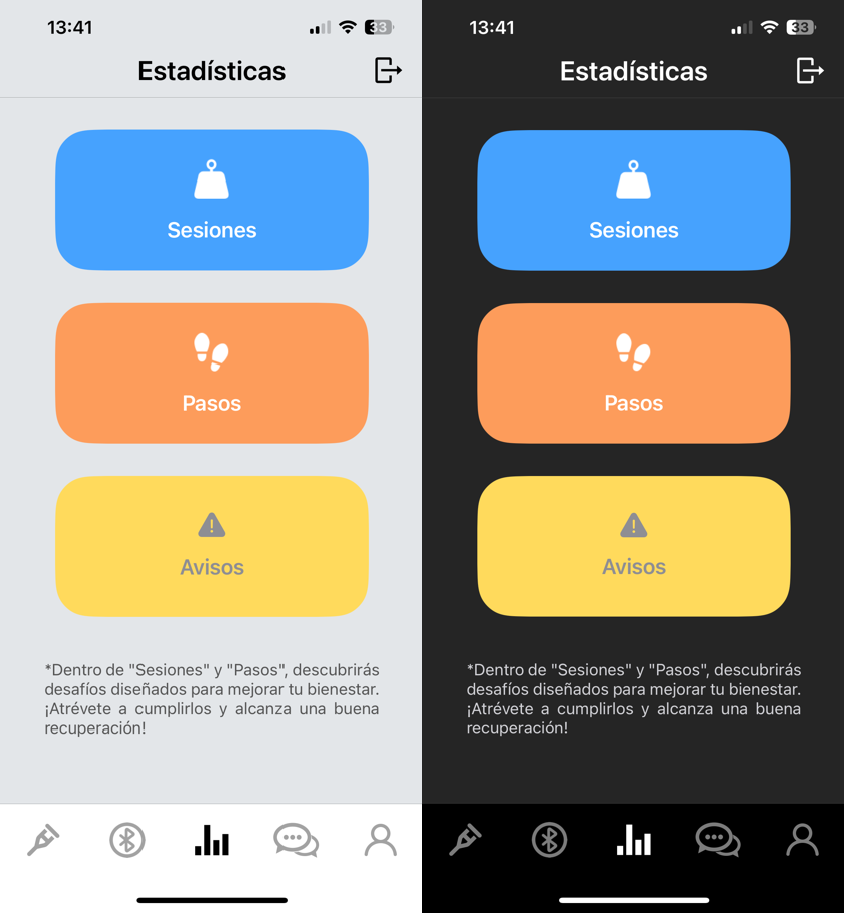 13:41
33
Estadísticas
Sesiones
Pasos
Avisos
*Dentro de "Sesiones" y "Pasos", descubrirás
desafíos diseñados para mejorar tu bienestar.
¡Atrévete a cumplirlos y alcanza una buena
recuperación!
13:41
33
Estadísticas
Sesiones
Pasos
Avisos
*Dentro de "Sesiones" y "Pasos", descubrirás
desafíos diseñados para mejorar tu bienestar.
¡Atrévete a cumplirlos y alcanza una buena
recuperación!